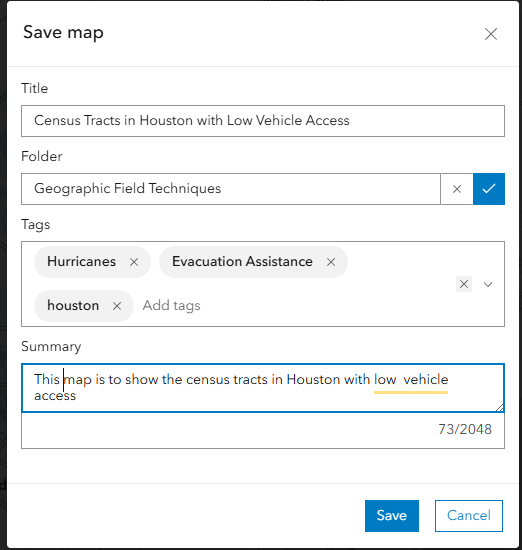 Save map
Title
Census Tracts in Houston with Low Vehicle Access
Folder
Geographic Field Techniques
Tags
Hurricanes
Evacuation Assistance
houston
Add tags
Summary
This map is to show the census tracts in Houston with low  vehicle
access
73/2048
Save
Cancel